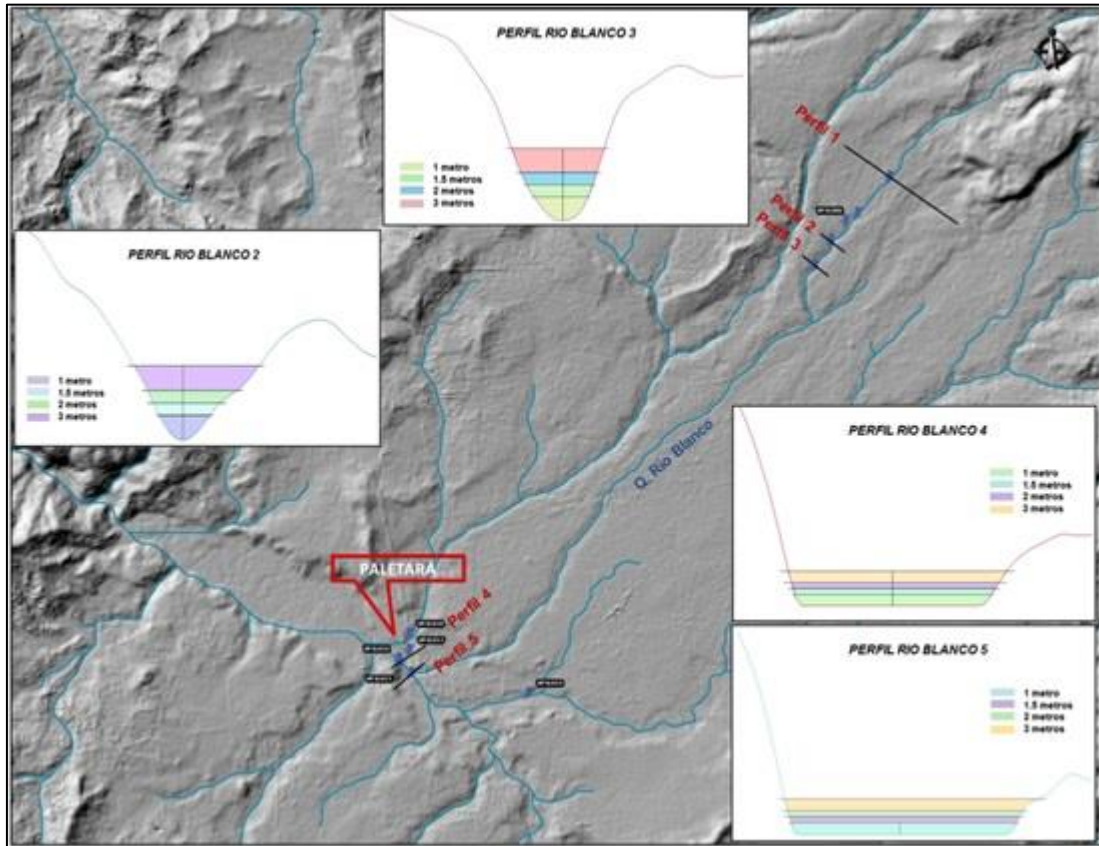 PERFIL RIO BLANCO 3
1 metro
1.5 metros
2 metros
3 metros
PERFIL RIO BLANCO 2
1 metro
1.5 metros
2 metros
3 metros
Perfil 1
Perfil 2
Perfil 3
Q. Rio Blanco
PERFIL RIO BLANCO 4
1 metro
1.5 metros
2 metros
3 metros
PALETARÁ
Perfil 4
Perfil 5
PERFIL RIO BLANCO 5
1 metro
1.5 metros
2 metros
3 metros